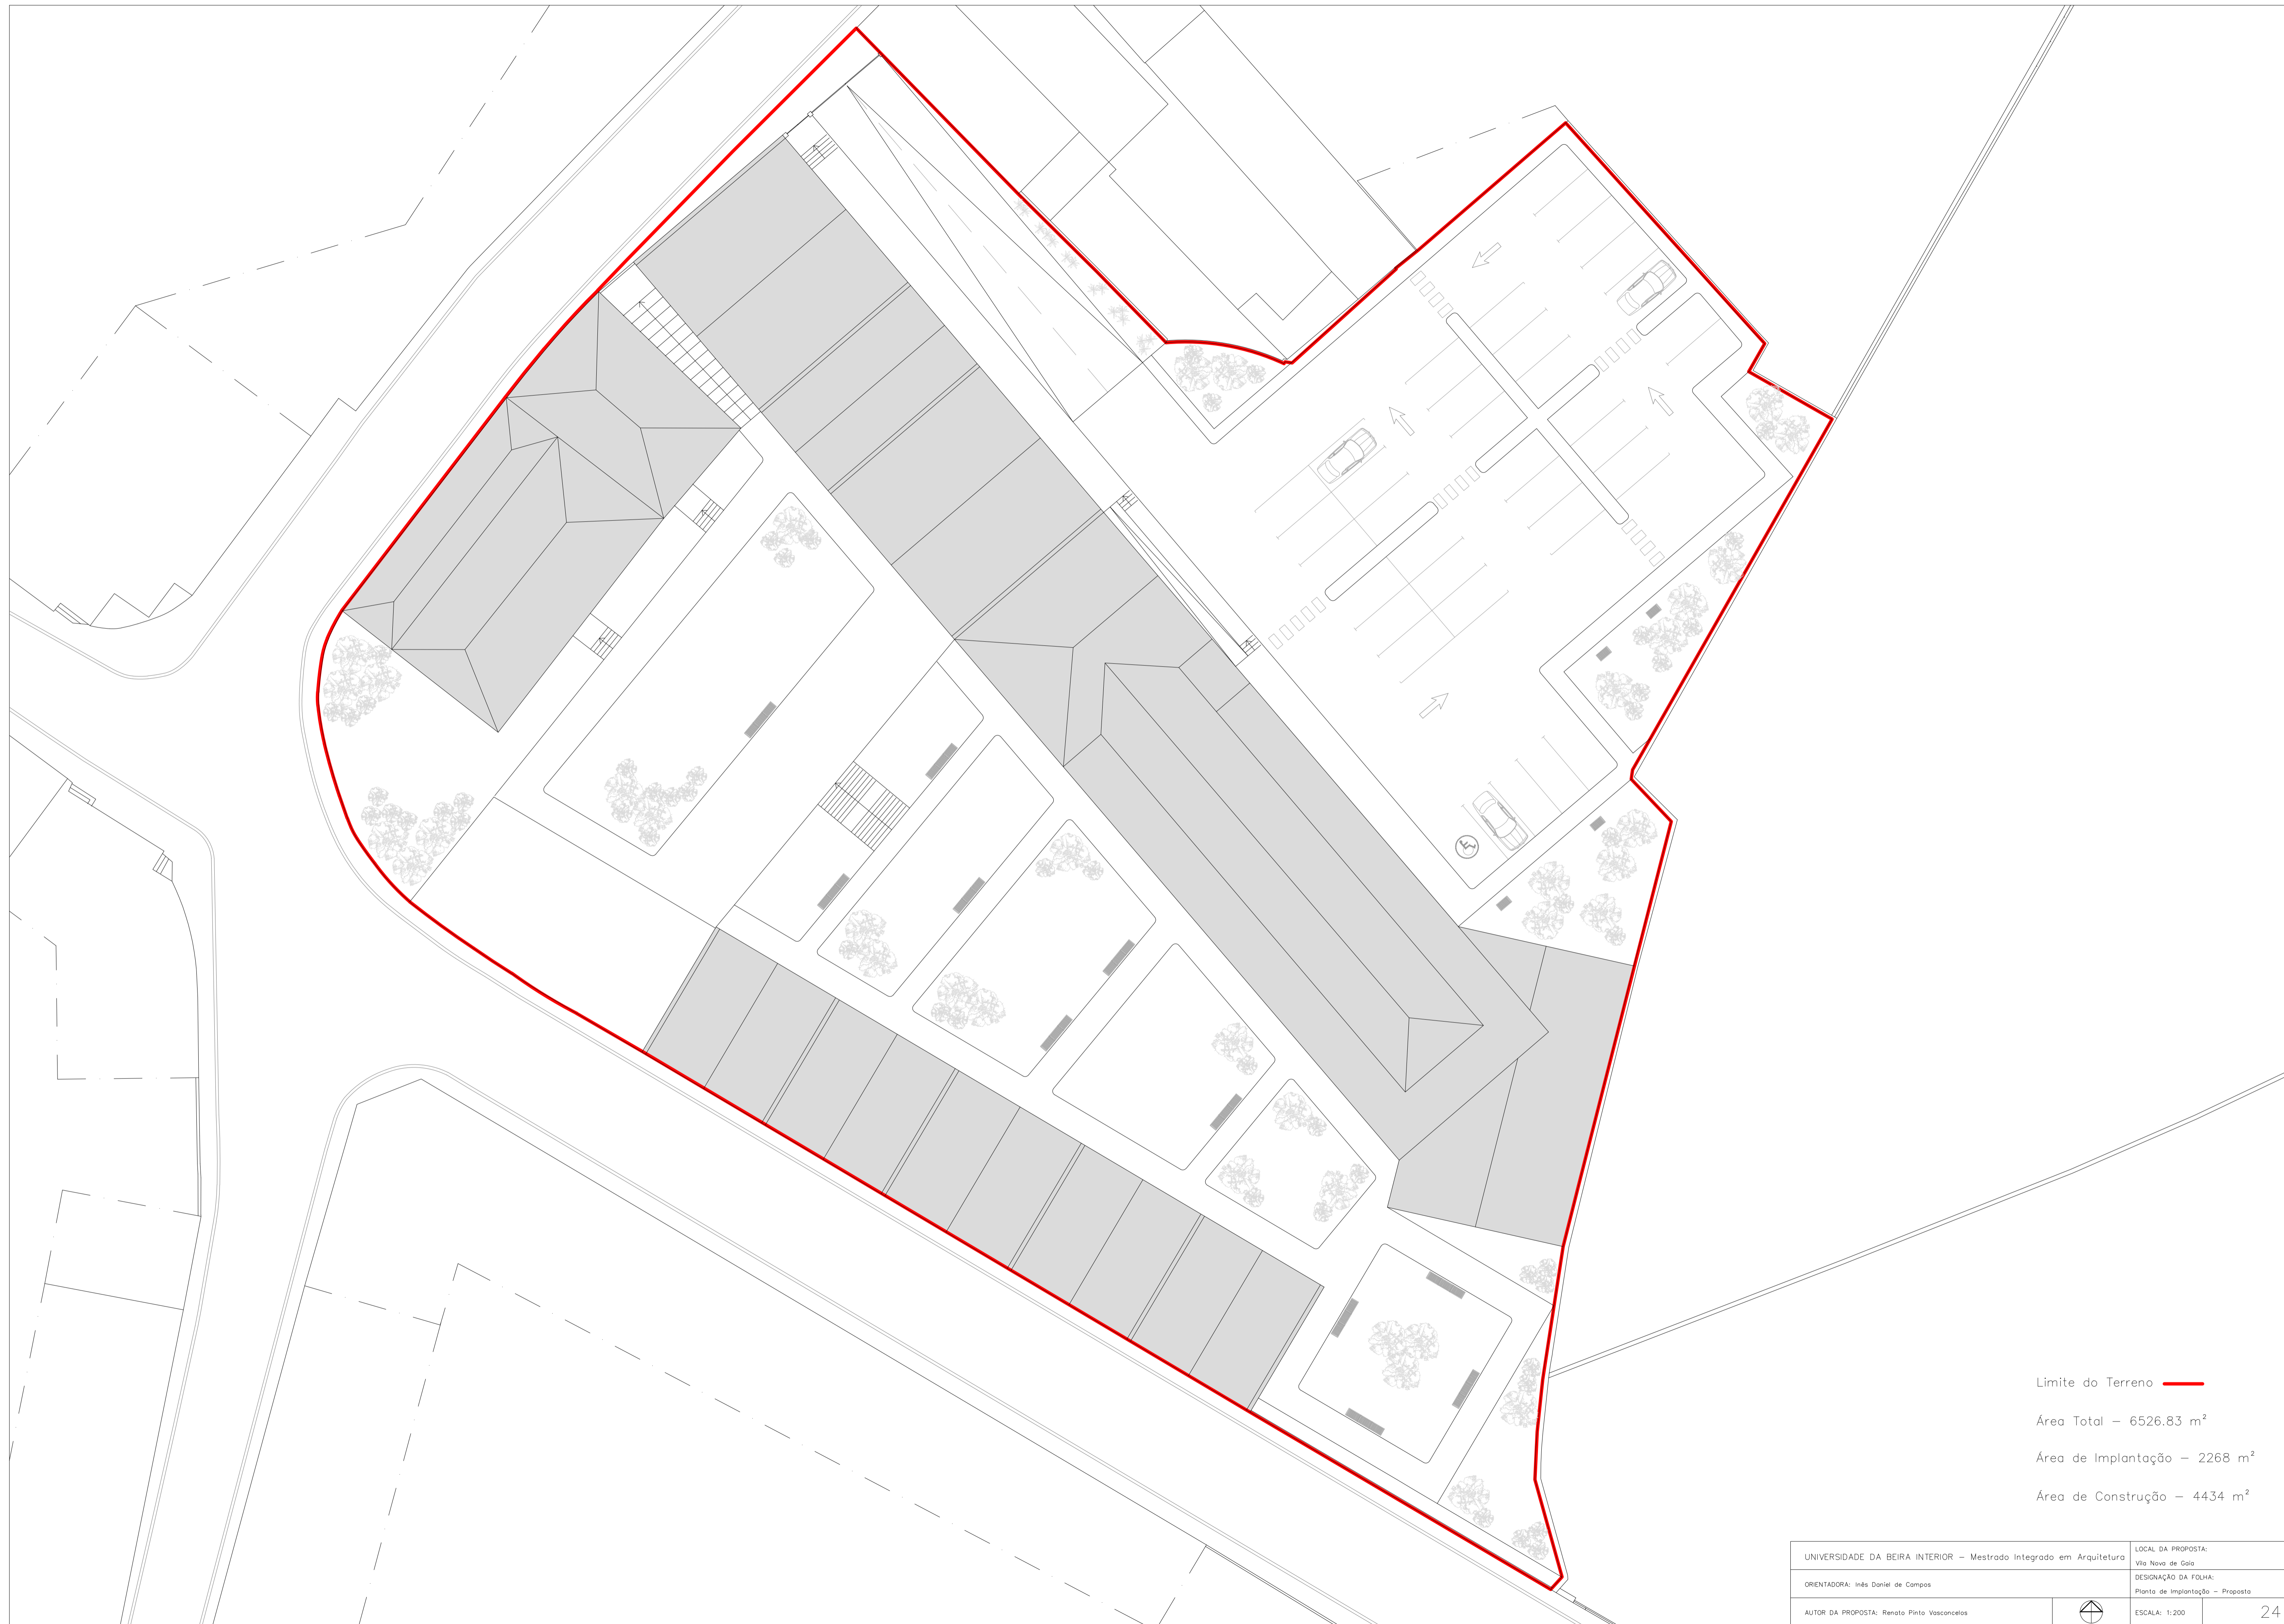 Limite do Terreno
Área Total – 6526.83 m²
Área de Implantação – 2268 m²
Área de Construção – 4434 m²
UNIVERSIDADE DA BEIRA INTERIOR – Mestrado Integrado em Arquitetura
LOCAL DA PROPOSTA:
Vila Nova de Gaia
ORIENTADORA: Inês Daniel de Campos
DESIGNAÇÃO DA FOLHA:
Planta de Implantação – Proposta
AUTOR DA PROPOSTA: Renato Pinto Vasconcelos
ESCALA: 1:200
24